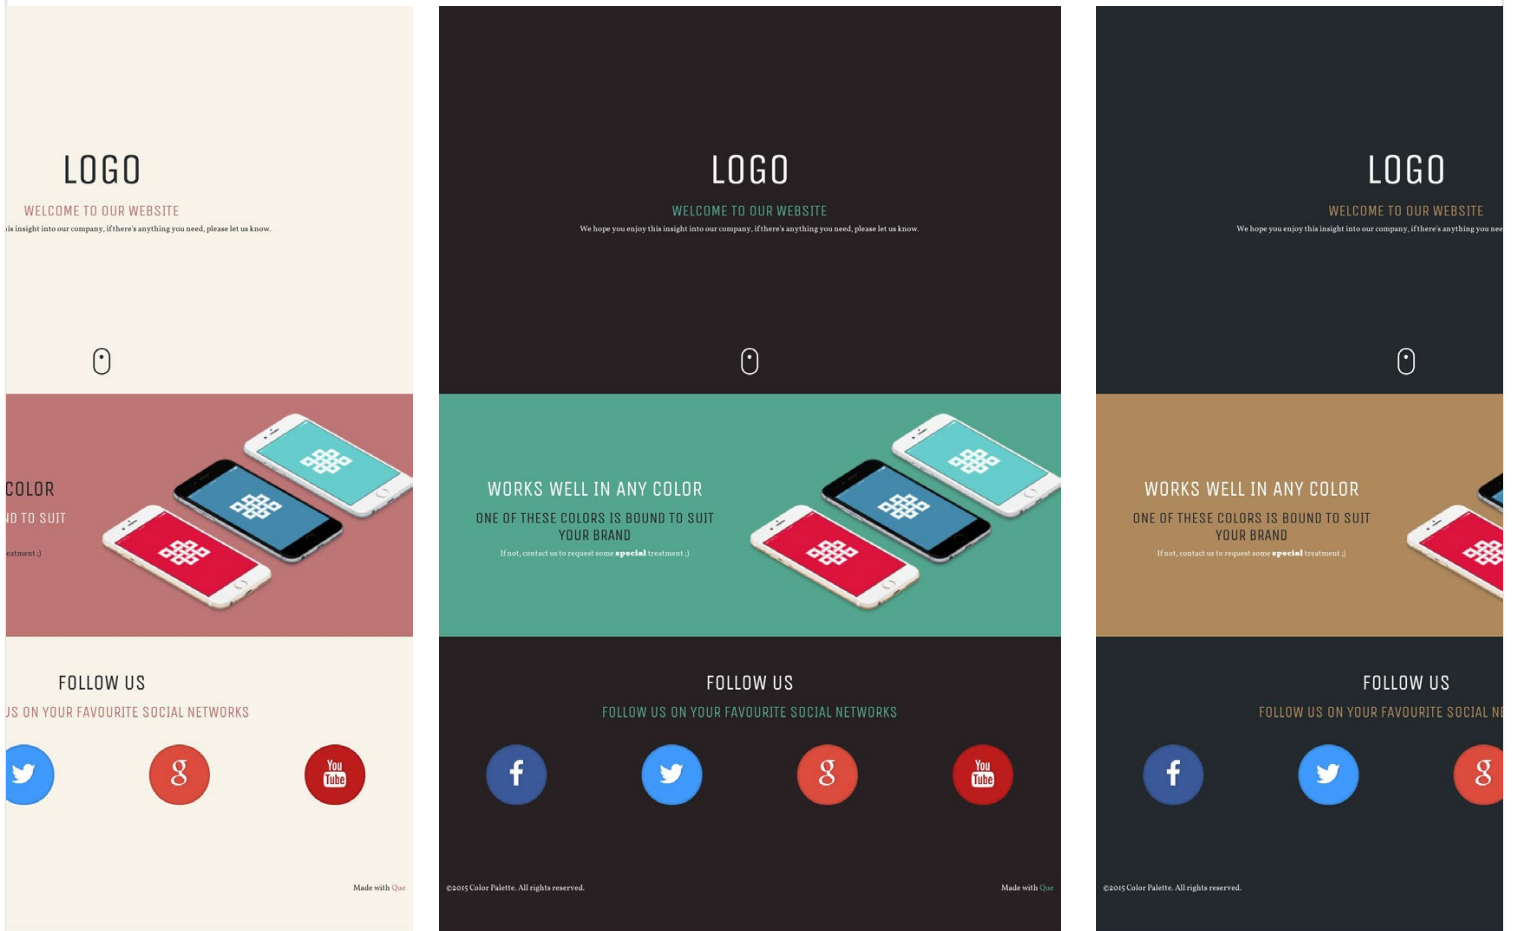 LOGO
WELCOME TO OUR WEBSITE
insight into our company, if there's anything you need, please let us know.
COLOR
TO SUIT
;)
FOLLOW US
US ON YOUR FAVOURITE SOCIAL NETWORKS
g
You
Tube
Made with Que
LOGO
WELCOME TO OUR WEBSITE
We hope you enjoy this insight into our company, if there's anything you need, please let us know.
WORKS WELL IN ANY COLOR
ONE OF THESE COLORS IS BOUND TO SUIT
YOUR BRAND
If not, contact us to request some special treatment ;)
FOLLOW US
FOLLOW US ON YOUR FAVOURITE SOCIAL NETWORKS
f
g
You
Tube
©2015 Color Palette. All rights reserved.
Made with Que
LOGO
WELCOME TO OUR WEBSITE
We hope you enjoy this insight into our company, if there's anything you
WORKS WELL IN ANY COLOR
ONE OF THESE COLORS IS BOUND TO SUIT
YOUR BRAND
If not, contact us to request some special treatment ;)
FOLLOW US
FOLLOW US ON YOUR FAVOURITE SOCIAL
f
g
©2015 Color Palette. All rights reserved.